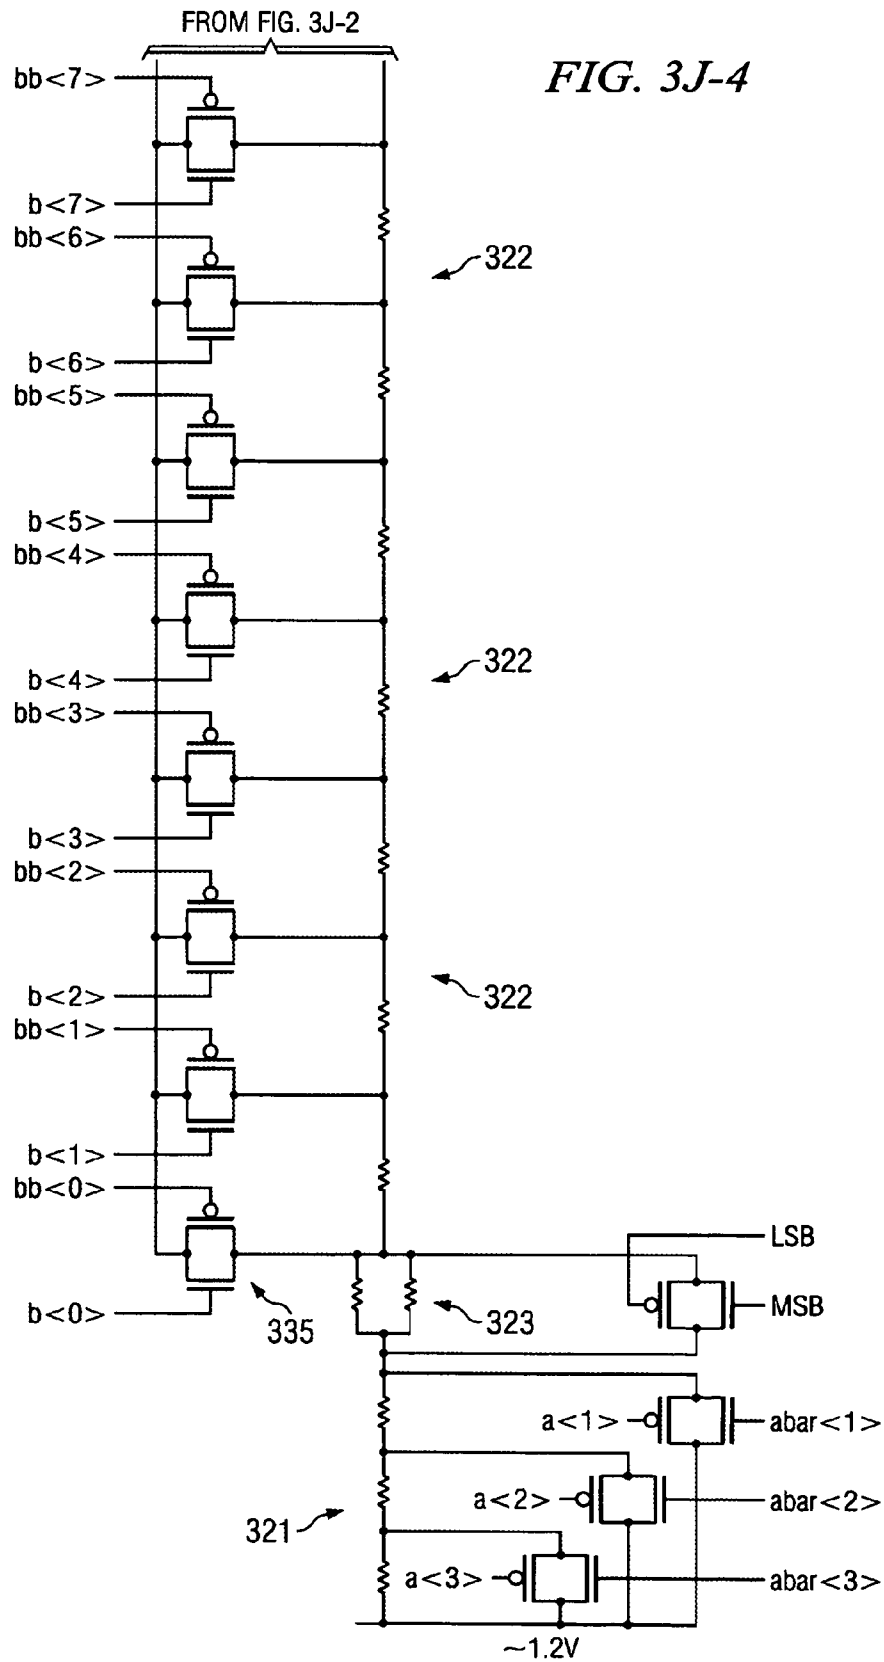 FROM FIG. 3J-2
FIG. 3J-4
bb<7>
b<7>
bb<6>
322
b<6>
bb<5>
b<5>
bb<4>
322
b<4>
bb<3>
b<3>
bb<2>
322
b<2>
bb<1>
b<1>
bb<0>
LSB
b<0>
335
323
MSB
a<1>
abar<1>
a<2>
abar<2>
321
a<3>
abar<3>
~1.2V